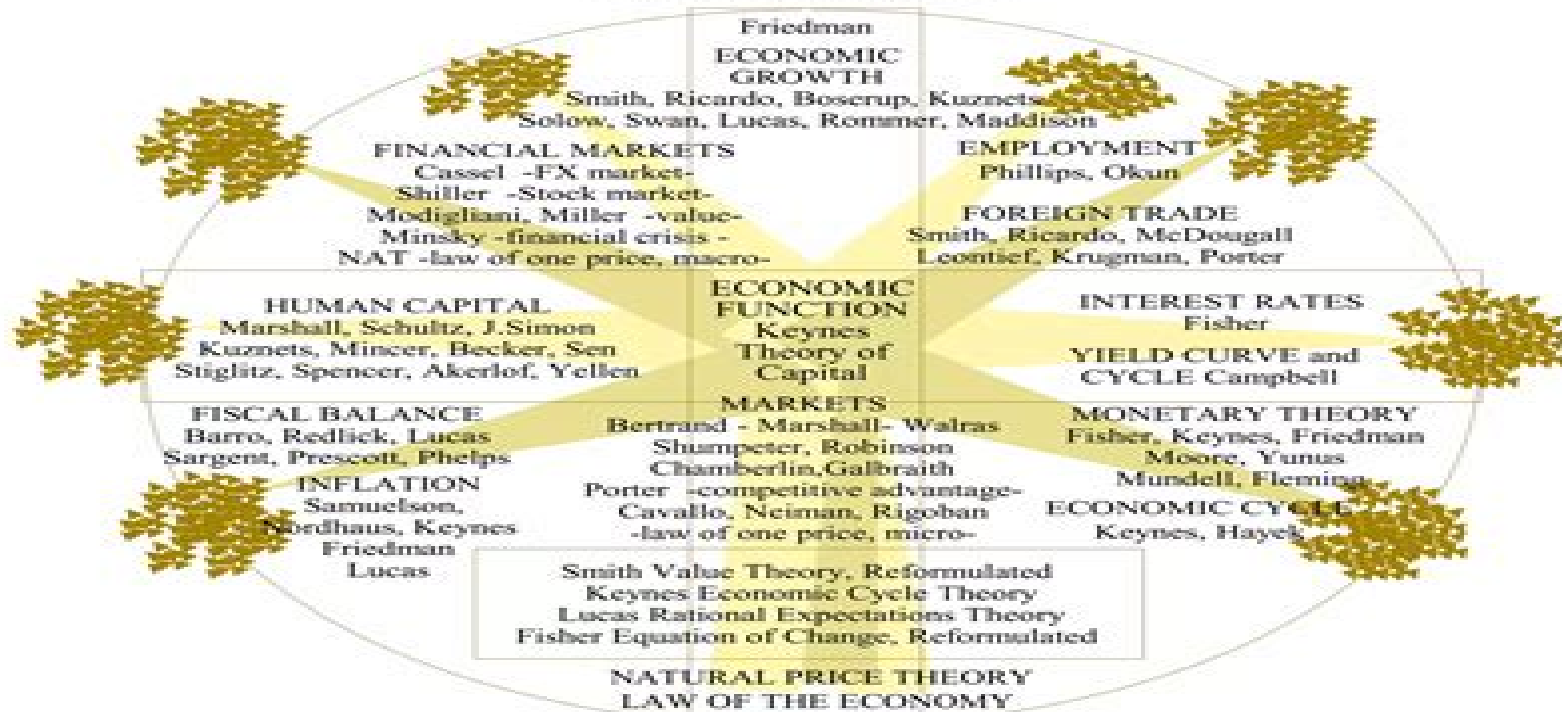 Friedman
ECONOMIC
GROWTH
Smith, Ricardo, Boserup, Kuznets
Solow, Swan, Lucas, Rommer, Maddison
FINANCIAL MARKETS
Cassel -FX market-
Shiller -Stock market-
Modigliani, Miller -value-
Minsky -financial crisis -
NAT -law of one price, macro-
EMPLOYMENT
Phillips, Okun
FOREIGN TRADE
Smith, Ricardo, McDougall
Leontief, Krugman, Porter
HUMAN CAPITAL
Marshall, Schultz, J.Simon
Kuznets, Mincer, Becker, Sen
Stiglitz, Spencer, Akerlof, Yellen
ECONOMIC
FUNCTION
Keynes
Theory of
Capital
INTEREST RATES
Fisher
YIELD CURVE and
CYCLE Campbell
FISCAL BALANCE
Barro, Redlick, Lucas
Sargent, Prescott, Phelps
INFLATION
Samuelson,
Nordhaus, Keynes
Friedman
Lucas
MARKETS
Bertrand - Marshall- Walras
Shumpeter, Robinson
Chamberlin,Galbraith
Porter -competitive advantage-
Cavallo, Neiman, Rigoban
-law of one price, micro-
MONETARY THEORY
Fisher, Keynes, Friedman
Moore, Yunus
Mundell, Fleming
ECONOMIC CYCLE
Keynes, Hayek
Smith Value Theory, Reformulated
Keynes Economic Cycle Theory
Lucas Rational Expectations Theory
Fisher Equation of Change, Reformulated
NATURAL PRICE THEORY
LAW OF THE ECONOMY